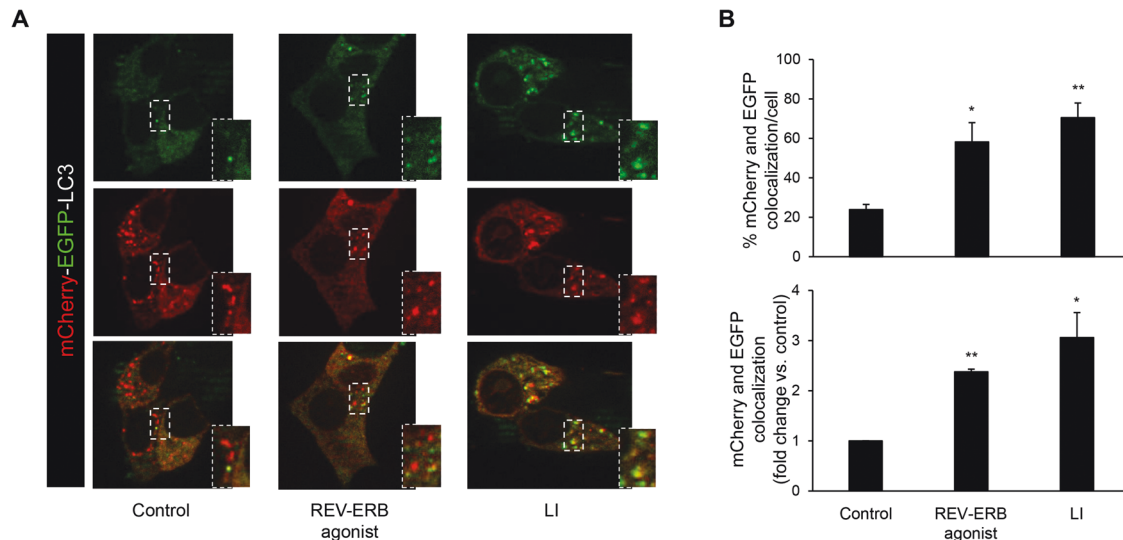 A
mCherry-EGFP-LC3
Control
REV-ERB
agonist
LI
B
% mCherry and EGFP
colocalization/cell
100
80
60
40
20
0
*
**
mCherry and EGFP
colocalization
(fold change vs. control)
4
3
2
1
0
**
*
Control
REV-ERB
agonist
LI